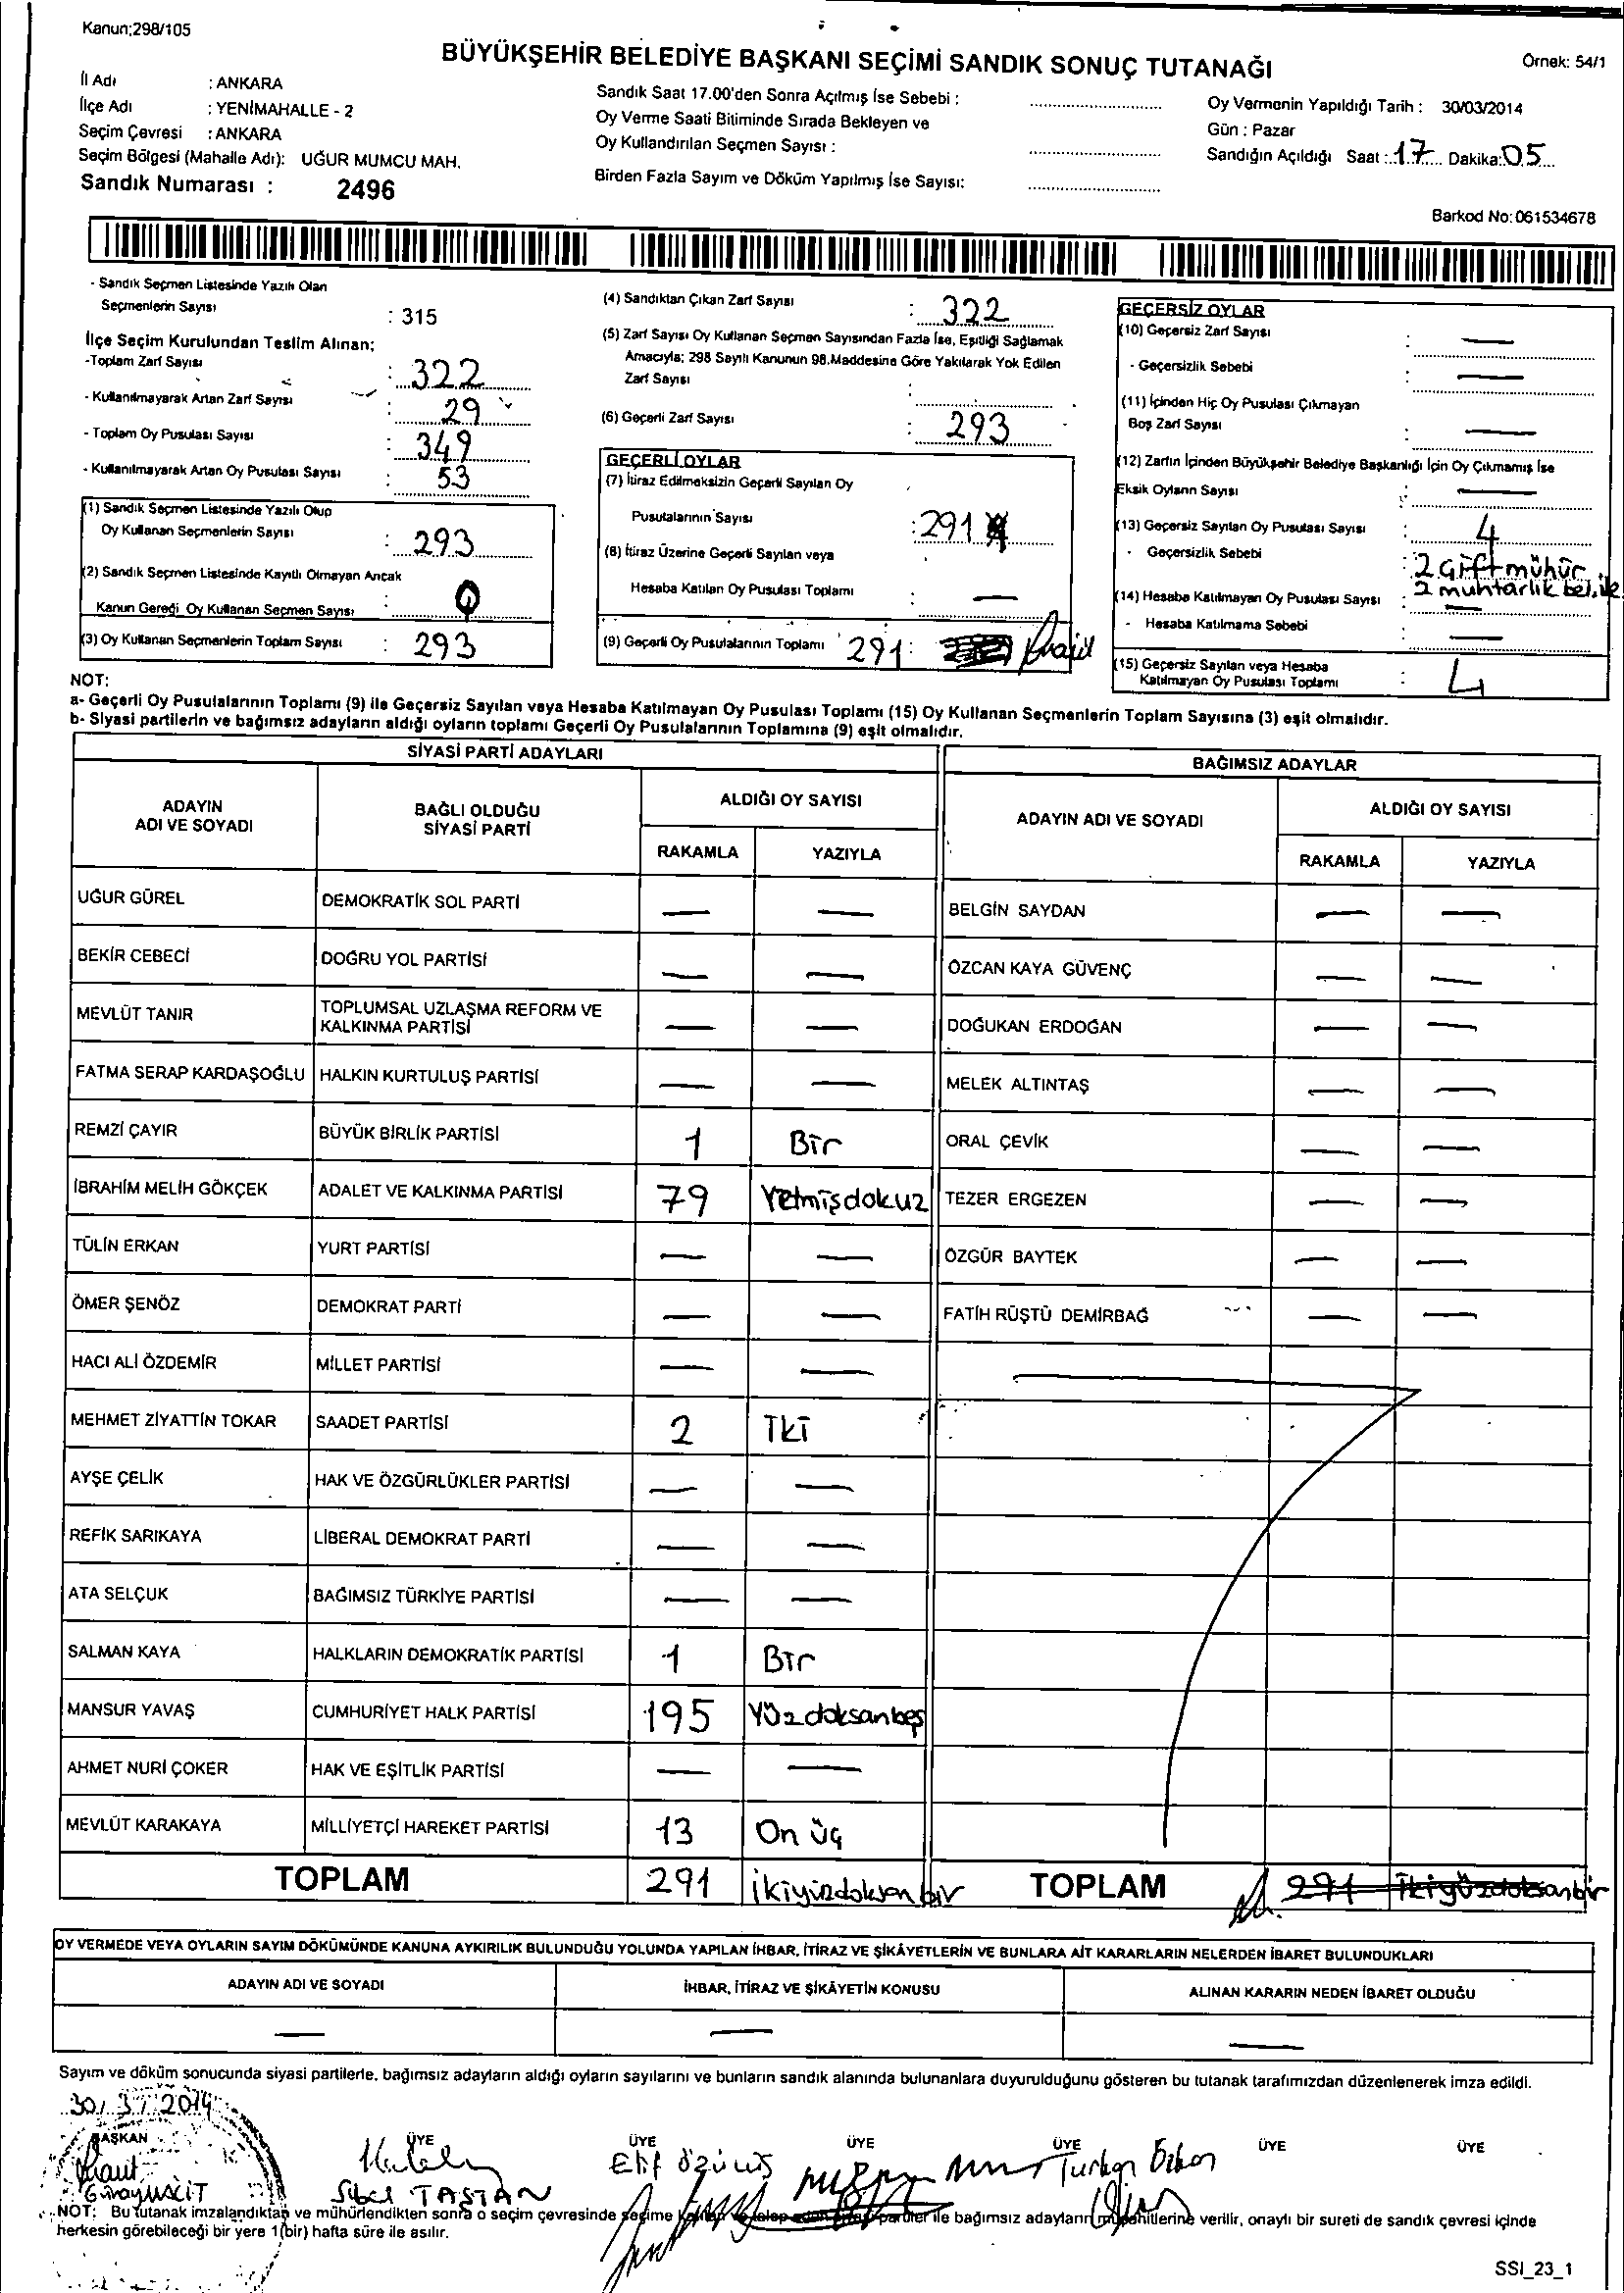 Kanun;298/105
BÜYÜKŞEHİR BELEDİYE BAŞKANI SEÇİMİ SANDIK SONUÇ TUTANAĞI
Örnek: 54/1
İl Adı : ANKARA
İlçe Adı : YENİMAHALLE - 2
Seçim Çevresi : ANKARA
Seçim Bölgesi (Mahalle Adı): UĞUR MUMCU MAH.
Sandık Numarası : 2496
Sandık Saat 17.00'den Sonra Açılmış İse Sebebi :
Oy Verme Saati Bitiminde Sırada Bekleyen ve
Oy Kullandırılan Seçmen Sayısı :
Birden Fazla Sayım ve Döküm Yapılmış İse Sayısı:
Oy Vermenin Yapıldığı Tarih : 30/03/2014
Gün : Pazar
Sandığın Açıldığı Saat : 17 Dakika: 05
Barkod No: 061534678
- Sandık Seçmen Listesinde Yazılı Olan
Seçmenlerin Sayısı : 315
İlçe Seçim Kurulundan Teslim Alınan;
-Toplam Zarf Sayısı : 322
- Kullanılmayarak Artan Zarf Sayısı : 29
- Toplam Oy Pusulası Sayısı : 349
- Kullanılmayarak Artan Oy Pusulası Sayısı : 53
(1) Sandık Seçmen Listesinde Yazılı Olup
Oy Kullanan Seçmenlerin Sayısı : 293
(2) Sandık Seçmen Listesinde Kayıtlı Olmayan Ancak
Kanun Gereği Oy Kullanan Seçmen Sayısı : 0
(3) Oy Kullanan Seçmenlerin Toplam Sayısı : 293
(4) Sandıktan Çıkan Zarf Sayısı : 322
(5) Zarf Sayısı Oy Kullanan Seçmen Sayısından Fazla İse, Eşitliği Sağlamak
Amacıyla; 298 Sayılı Kanunun 98.Maddesine Göre Yakılarak Yok Edilen
Zarf Sayısı :
(6) Geçerli Zarf Sayısı : 293
GEÇERLİ OYLAR
(7) İtiraz Edilmeksizin Geçerli Sayılan Oy
Pusulalarının Sayısı : 291
(8) İtiraz Üzerine Geçerli Sayılan veya
Hesaba Katılan Oy Pusulası Toplamı : —
(9) Geçerli Oy Pusulalarının Toplamı 291 :
GEÇERSİZ OYLAR
(10) Geçersiz Zarf Sayısı : —
- Geçersizlik Sebebi : —
(11) İçinden Hiç Oy Pusulası Çıkmayan
Boş Zarf Sayısı : —
(12) Zarfın İçinden Büyükşehir Belediye Başkanlığı İçin Oy Çıkmamış İse
Eksik Oyların Sayısı : —
(13) Geçersiz Sayılan Oy Pusulası Sayısı : 4
- Geçersizlik Sebebi : 2 çift mühür
2 muhtarlık bel.ile
(14) Hesaba Katılmayan Oy Pusulası Sayısı : —
- Hesaba Katılmama Sebebi : —
(15) Geçersiz Sayılan veya Hesaba
Katılmayan Oy Pusulası Toplamı : 4
NOT:
a- Geçerli Oy Pusulalarının Toplamı (9) ile Geçersiz Sayılan veya Hesaba Katılmayan Oy Pusulası Toplamı (15) Oy Kullanan Seçmenlerin Toplam Sayısına (3) eşit olmalıdır.
b- Siyasi partilerin ve bağımsız adayların aldığı oyların toplamı Geçerli Oy Pusulalarının Toplamına (9) eşit olmalıdır.
SİYASİ PARTİ ADAYLARI
ADAYIN ADI VE SOYADI
BAĞLI OLDUĞU SİYASİ PARTİ
ALDIĞI OY SAYISI
RAKAMLA YAZIYLA
UĞUR GÜREL DEMOKRATİK SOL PARTİ — —
BEKİR CEBECİ DOĞRU YOL PARTİSİ — —
MEVLÜT TANIR TOPLUMSAL UZLAŞMA REFORM VE KALKINMA PARTİSİ — —
FATMA SERAP KARDAŞOĞLU HALKIN KURTULUŞ PARTİSİ — —
REMZİ ÇAYIR BÜYÜK BİRLİK PARTİSİ 1 Bir
İBRAHİM MELİH GÖKÇEK ADALET VE KALKINMA PARTİSİ 79 Yetmişdokuz
TÜLİN ERKAN YURT PARTİSİ — —
ÖMER ŞENÖZ DEMOKRAT PARTİ — —
HACI ALİ ÖZDEMİR MİLLET PARTİSİ — —
MEHMET ZİYATTİN TOKAR SAADET PARTİSİ 2 İki
AYŞE ÇELİK HAK VE ÖZGÜRLÜKLER PARTİSİ — —
REFİK SARIKAYA LİBERAL DEMOKRAT PARTİ — —
ATA SELÇUK BAĞIMSIZ TÜRKİYE PARTİSİ — —
SALMAN KAYA HALKLARIN DEMOKRATİK PARTİSİ 1 Bir
MANSUR YAVAŞ CUMHURİYET HALK PARTİSİ 195 Yüzdoksanbeş
AHMET NURİ ÇOKER HAK VE EŞİTLİK PARTİSİ — —
MEVLÜT KARAKAYA MİLLİYETÇİ HAREKET PARTİSİ 13 On üç
TOPLAM 291 ikiyüzdoksanbir
BAĞIMSIZ ADAYLAR
ADAYIN ADI VE SOYADI
ALDIĞI OY SAYISI
RAKAMLA YAZIYLA
BELGİN SAYDAN — —
ÖZCAN KAYA GÜVENÇ — —
DOĞUKAN ERDOĞAN — —
MELEK ALTINTAŞ — —
ORAL ÇEVİK — —
TEZER ERGEZEN — —
ÖZGÜR BAYTEK — —
FATİH RÜŞTÜ DEMİRBAĞ — —
TOPLAM 291 ikiyüzdoksanbir
OY VERMEDE VEYA OYLARIN SAYIM DÖKÜMÜNDE KANUNA AYKIRILIK BULUNDUĞU YOLUNDA YAPILAN İHBAR, İTİRAZ VE ŞİKÂYETLERİN VE BUNLARA AİT KARARLARIN NELERDEN İBARET BULUNDUKLARI
ADAYIN ADI VE SOYADI İHBAR, İTİRAZ VE ŞİKÂYETİN KONUSU ALINAN KARARIN NEDEN İBARET OLDUĞU
— — —
Sayım ve döküm sonucunda siyasi partilerle, bağımsız adayların aldığı oyların sayılarını ve bunların sandık alanında bulunanlara duyurulduğunu gösteren bu tutanak tarafımızdan düzenlenerek imza edildi.
30/3/2014
BAŞKAN ÜYE ÜYE ÜYE ÜYE ÜYE ÜYE
Sibel TAŞTAN
Elif
Türkan Özkan
NOT: Bu tutanak imzalandıktan ve mühürlendikten sonra o seçim çevresinde seçime katılan ve talep eden siyasi partiler ile bağımsız adayların müşahitlerine verilir, onaylı bir sureti de sandık çevresi içinde
herkesin görebileceği bir yere 1(bir) hafta süre ile asılır.
SSI_23_1